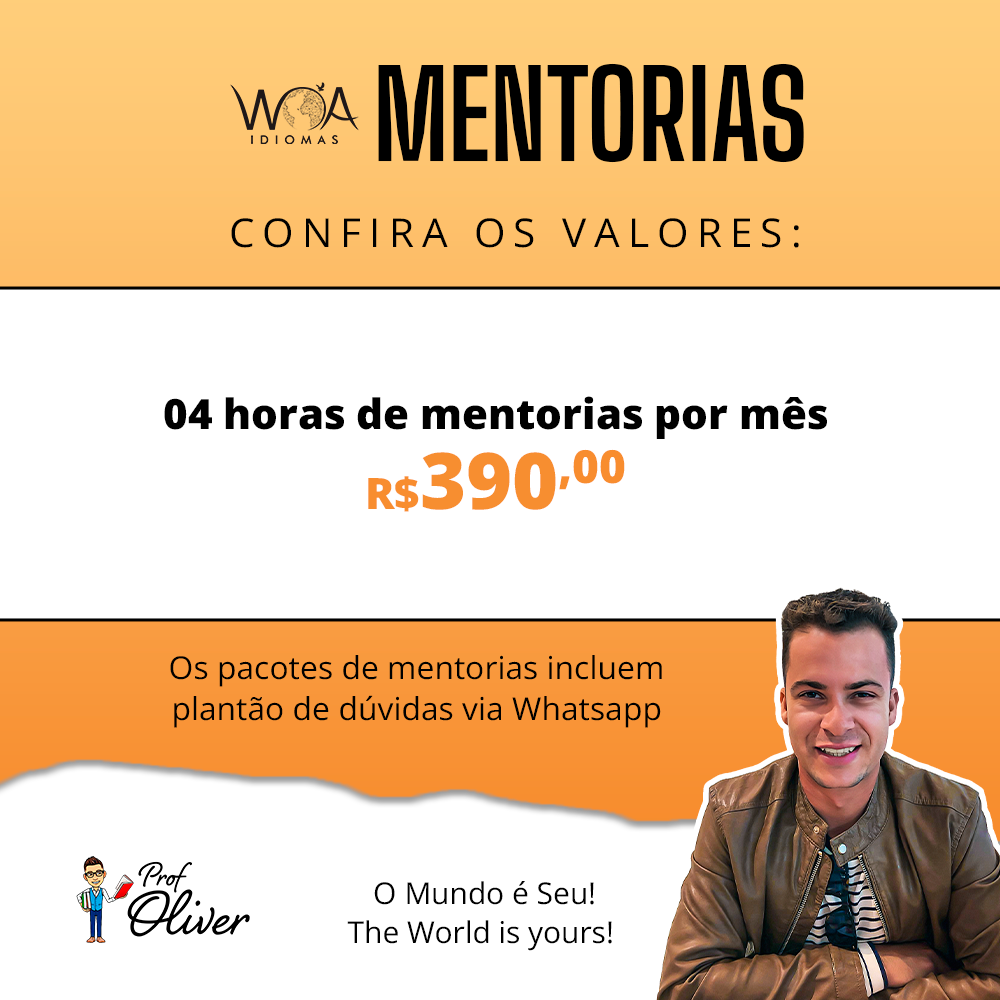 WOA
IDIOMAS
MENTORIAS
CONFIRA OS VALORES:
04 horas de mentorias por mês
R$390,00
Os pacotes de mentorias incluem
plantão de dúvidas via Whatsapp
Prof
Oliver
O Mundo é Seu!
The World is yours!